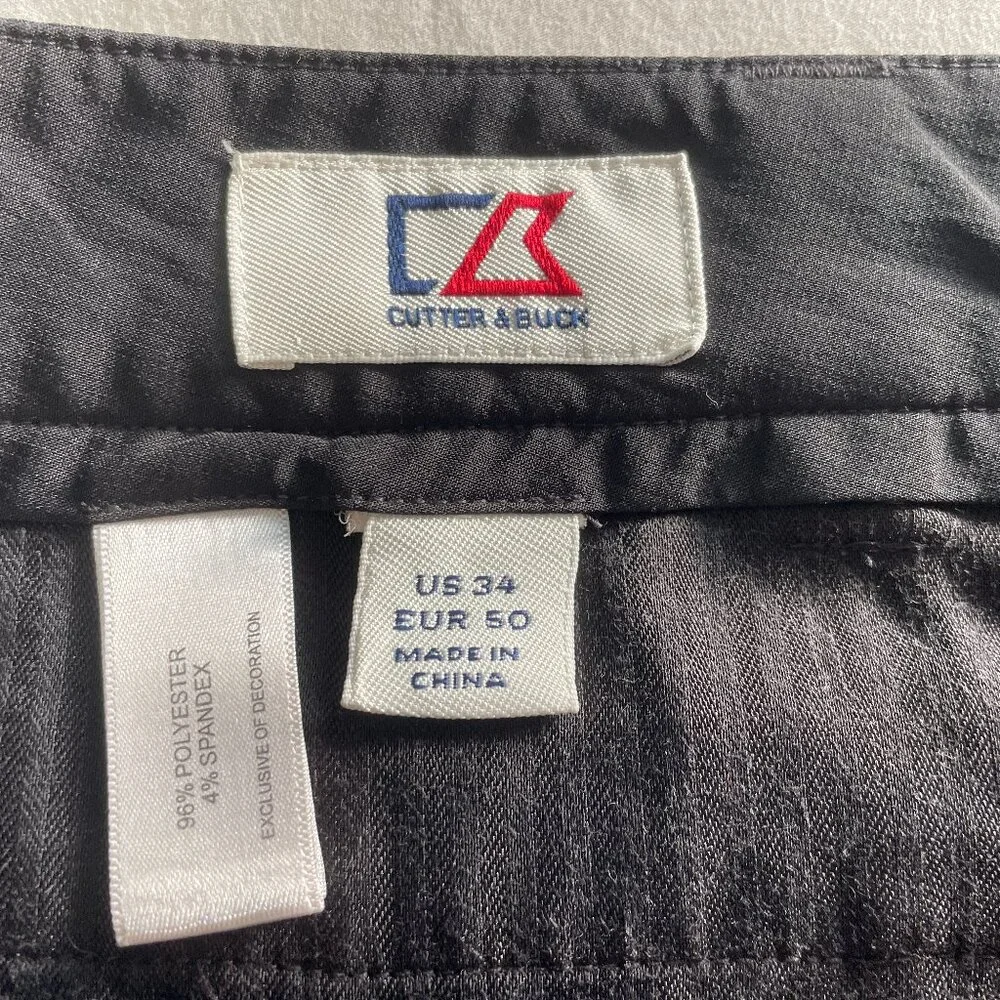 CUTTER & BUCK
US 34
EUR 50
MADE IN
CHINA
96% POLYESTER
4% SPANDEX
EXCLUSIVE OF DECORATION